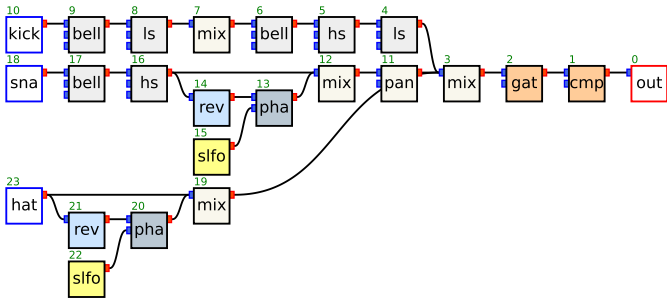 10 9 8 7 6 5 4
kick bell ls mix bell hs ls
18 17 16 12 11 3 2 1 0
sna bell hs mix pan mix gat cmp out
14 13
rev pha
15
slfo
23 19
hat mix
21 20
rev pha
22
slfo